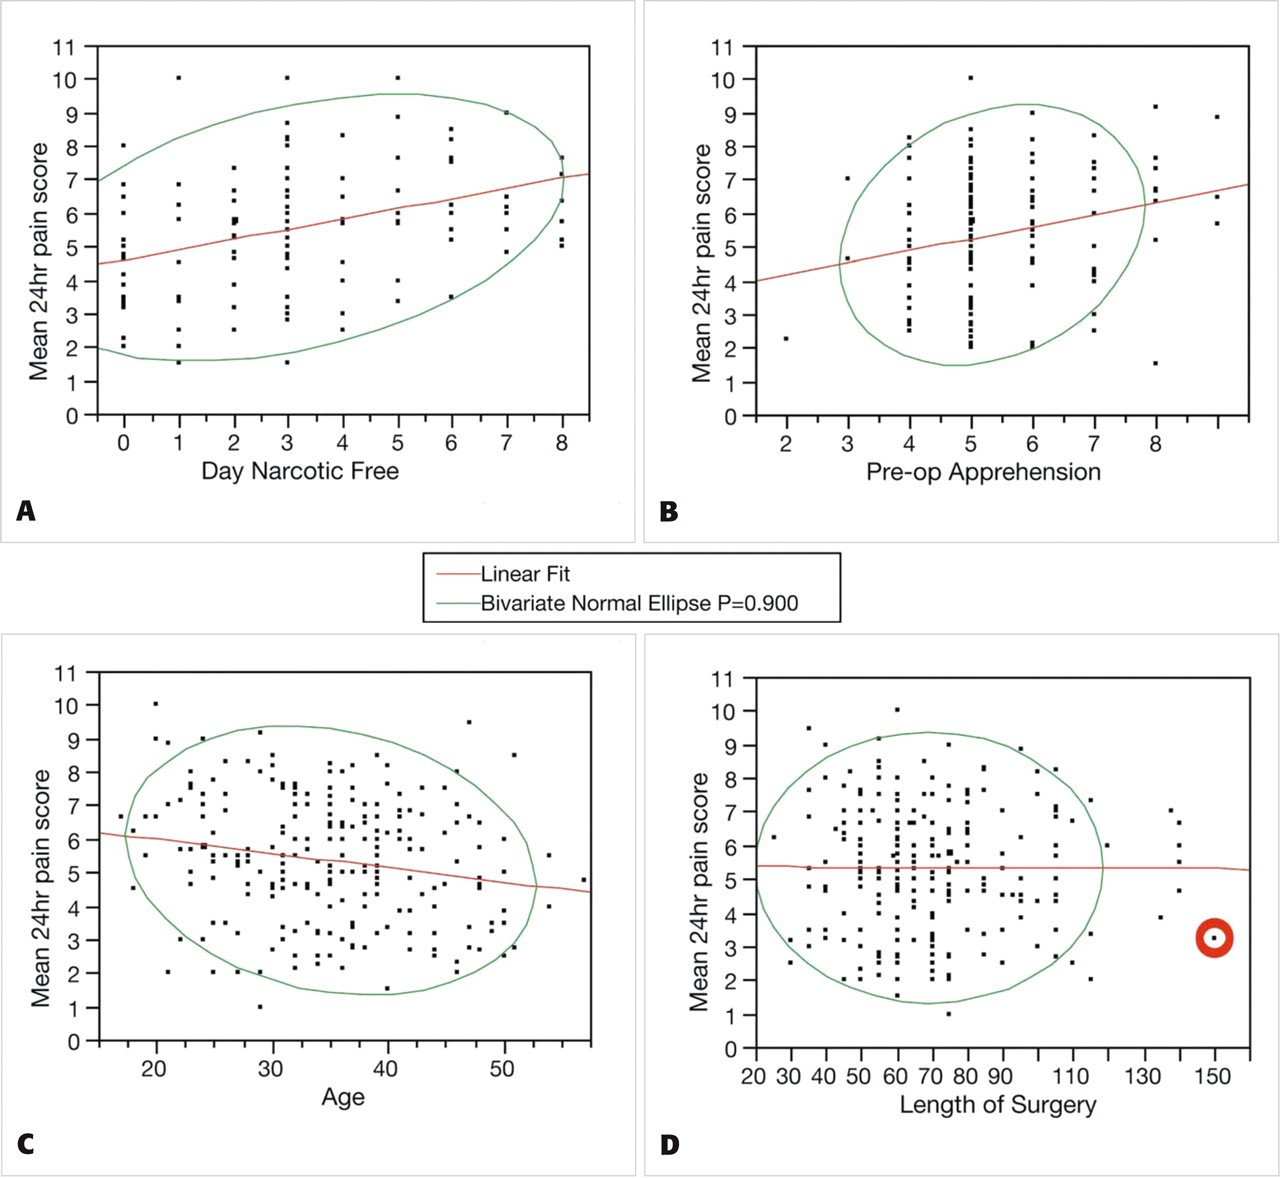 11
10
9
8
7
6
5
4
3
2
1
0
Mean 24hr pain score
0 1 2 3 4 5 6 7 8
Day Narcotic Free
A
11
10
9
8
7
6
5
4
3
2
1
0
Mean 24hr pain score
2 3 4 5 6 7 8
Pre-op Apprehension
B
Linear Fit
Bivariate Normal Ellipse P=0.900
11
10
9
8
7
6
5
4
3
2
1
0
Mean 24hr pain score
20 30 40 50
Age
C
11
10
9
8
7
6
5
4
3
2
1
0
Mean 24hr pain score
20 30 40 50 60 70 80 90 110 130 150
Length of Surgery
D